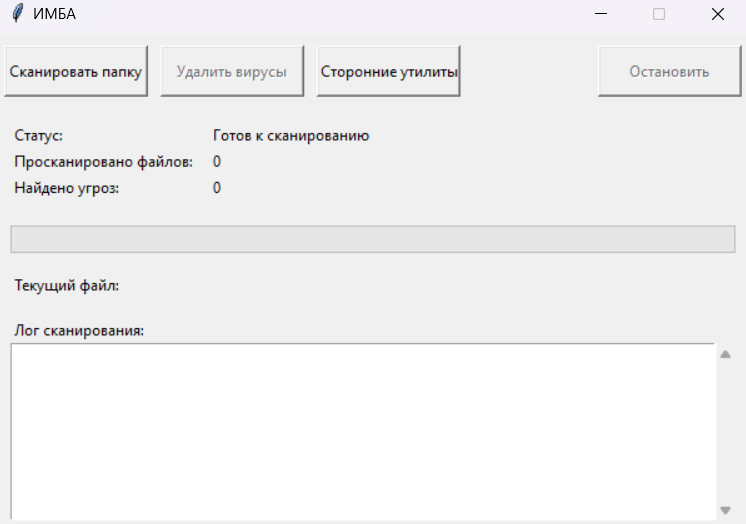 ИМБА
Сканировать папку Удалить вирусы Сторонние утилиты Остановить
Статус: Готов к сканированию
Просканировано файлов: 0
Найдено угроз: 0
Текущий файл:
Лог сканирования: